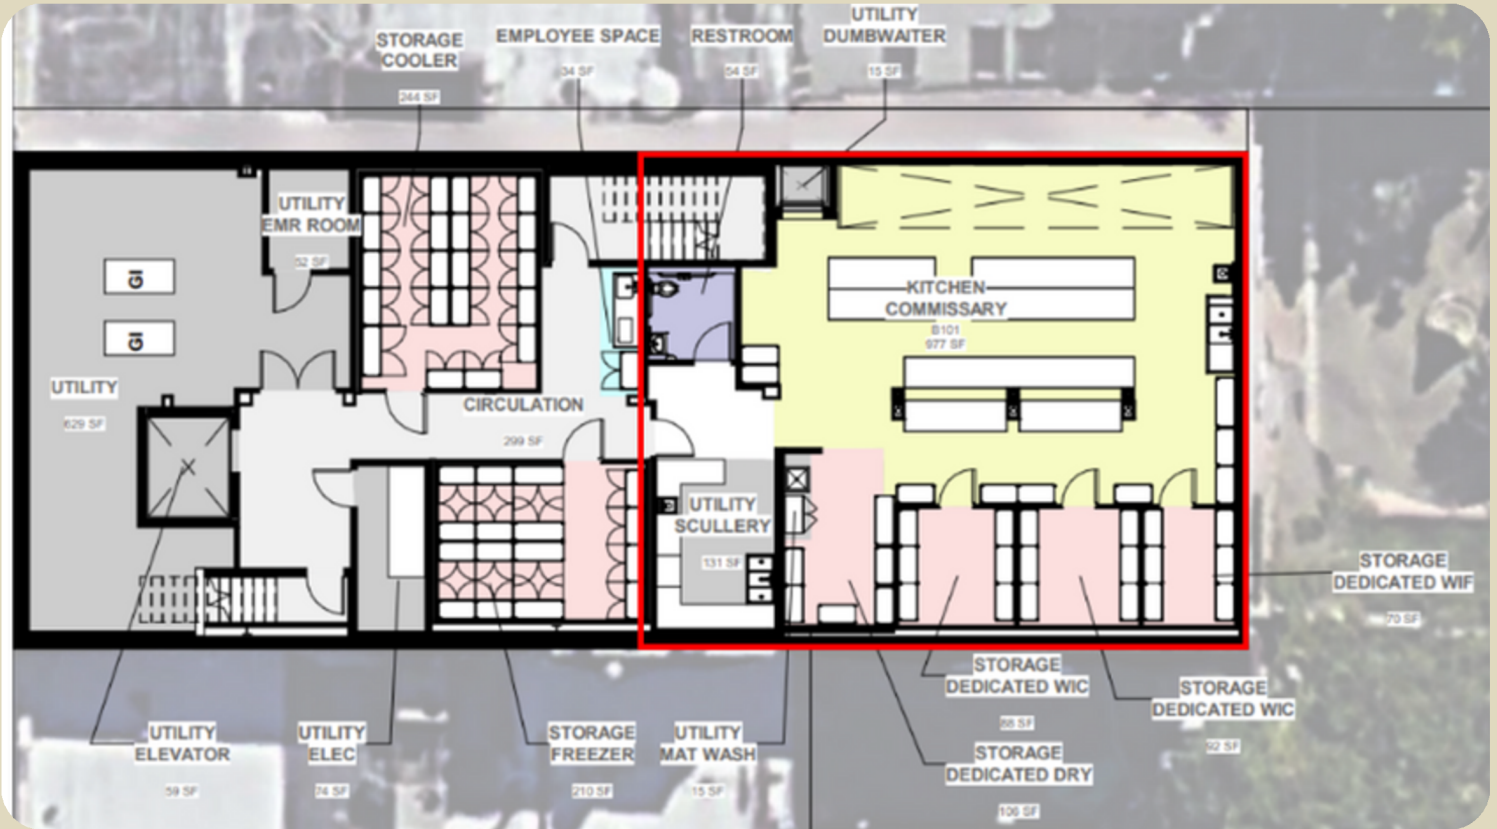 STORAGE
COOLER
244 SF
EMPLOYEE SPACE
34 SF
RESTROOM
54 SF
UTILITY
DUMBWAITER
15 SF
UTILITY
EMR ROOM
52 SF
GI
GI
UTILITY
629 SF
CIRCULATION
299 SF
KITCHEN
COMMISSARY
B101
977 SF
UTILITY
SCULLERY
131 SF
STORAGE
DEDICATED WIF
70 SF
STORAGE
DEDICATED WIC
88 SF
STORAGE
DEDICATED WIC
92 SF
UTILITY
ELEVATOR
59 SF
UTILITY
ELEC
74 SF
STORAGE
FREEZER
210 SF
UTILITY
MAT WASH
15 SF
STORAGE
DEDICATED DRY
106 SF